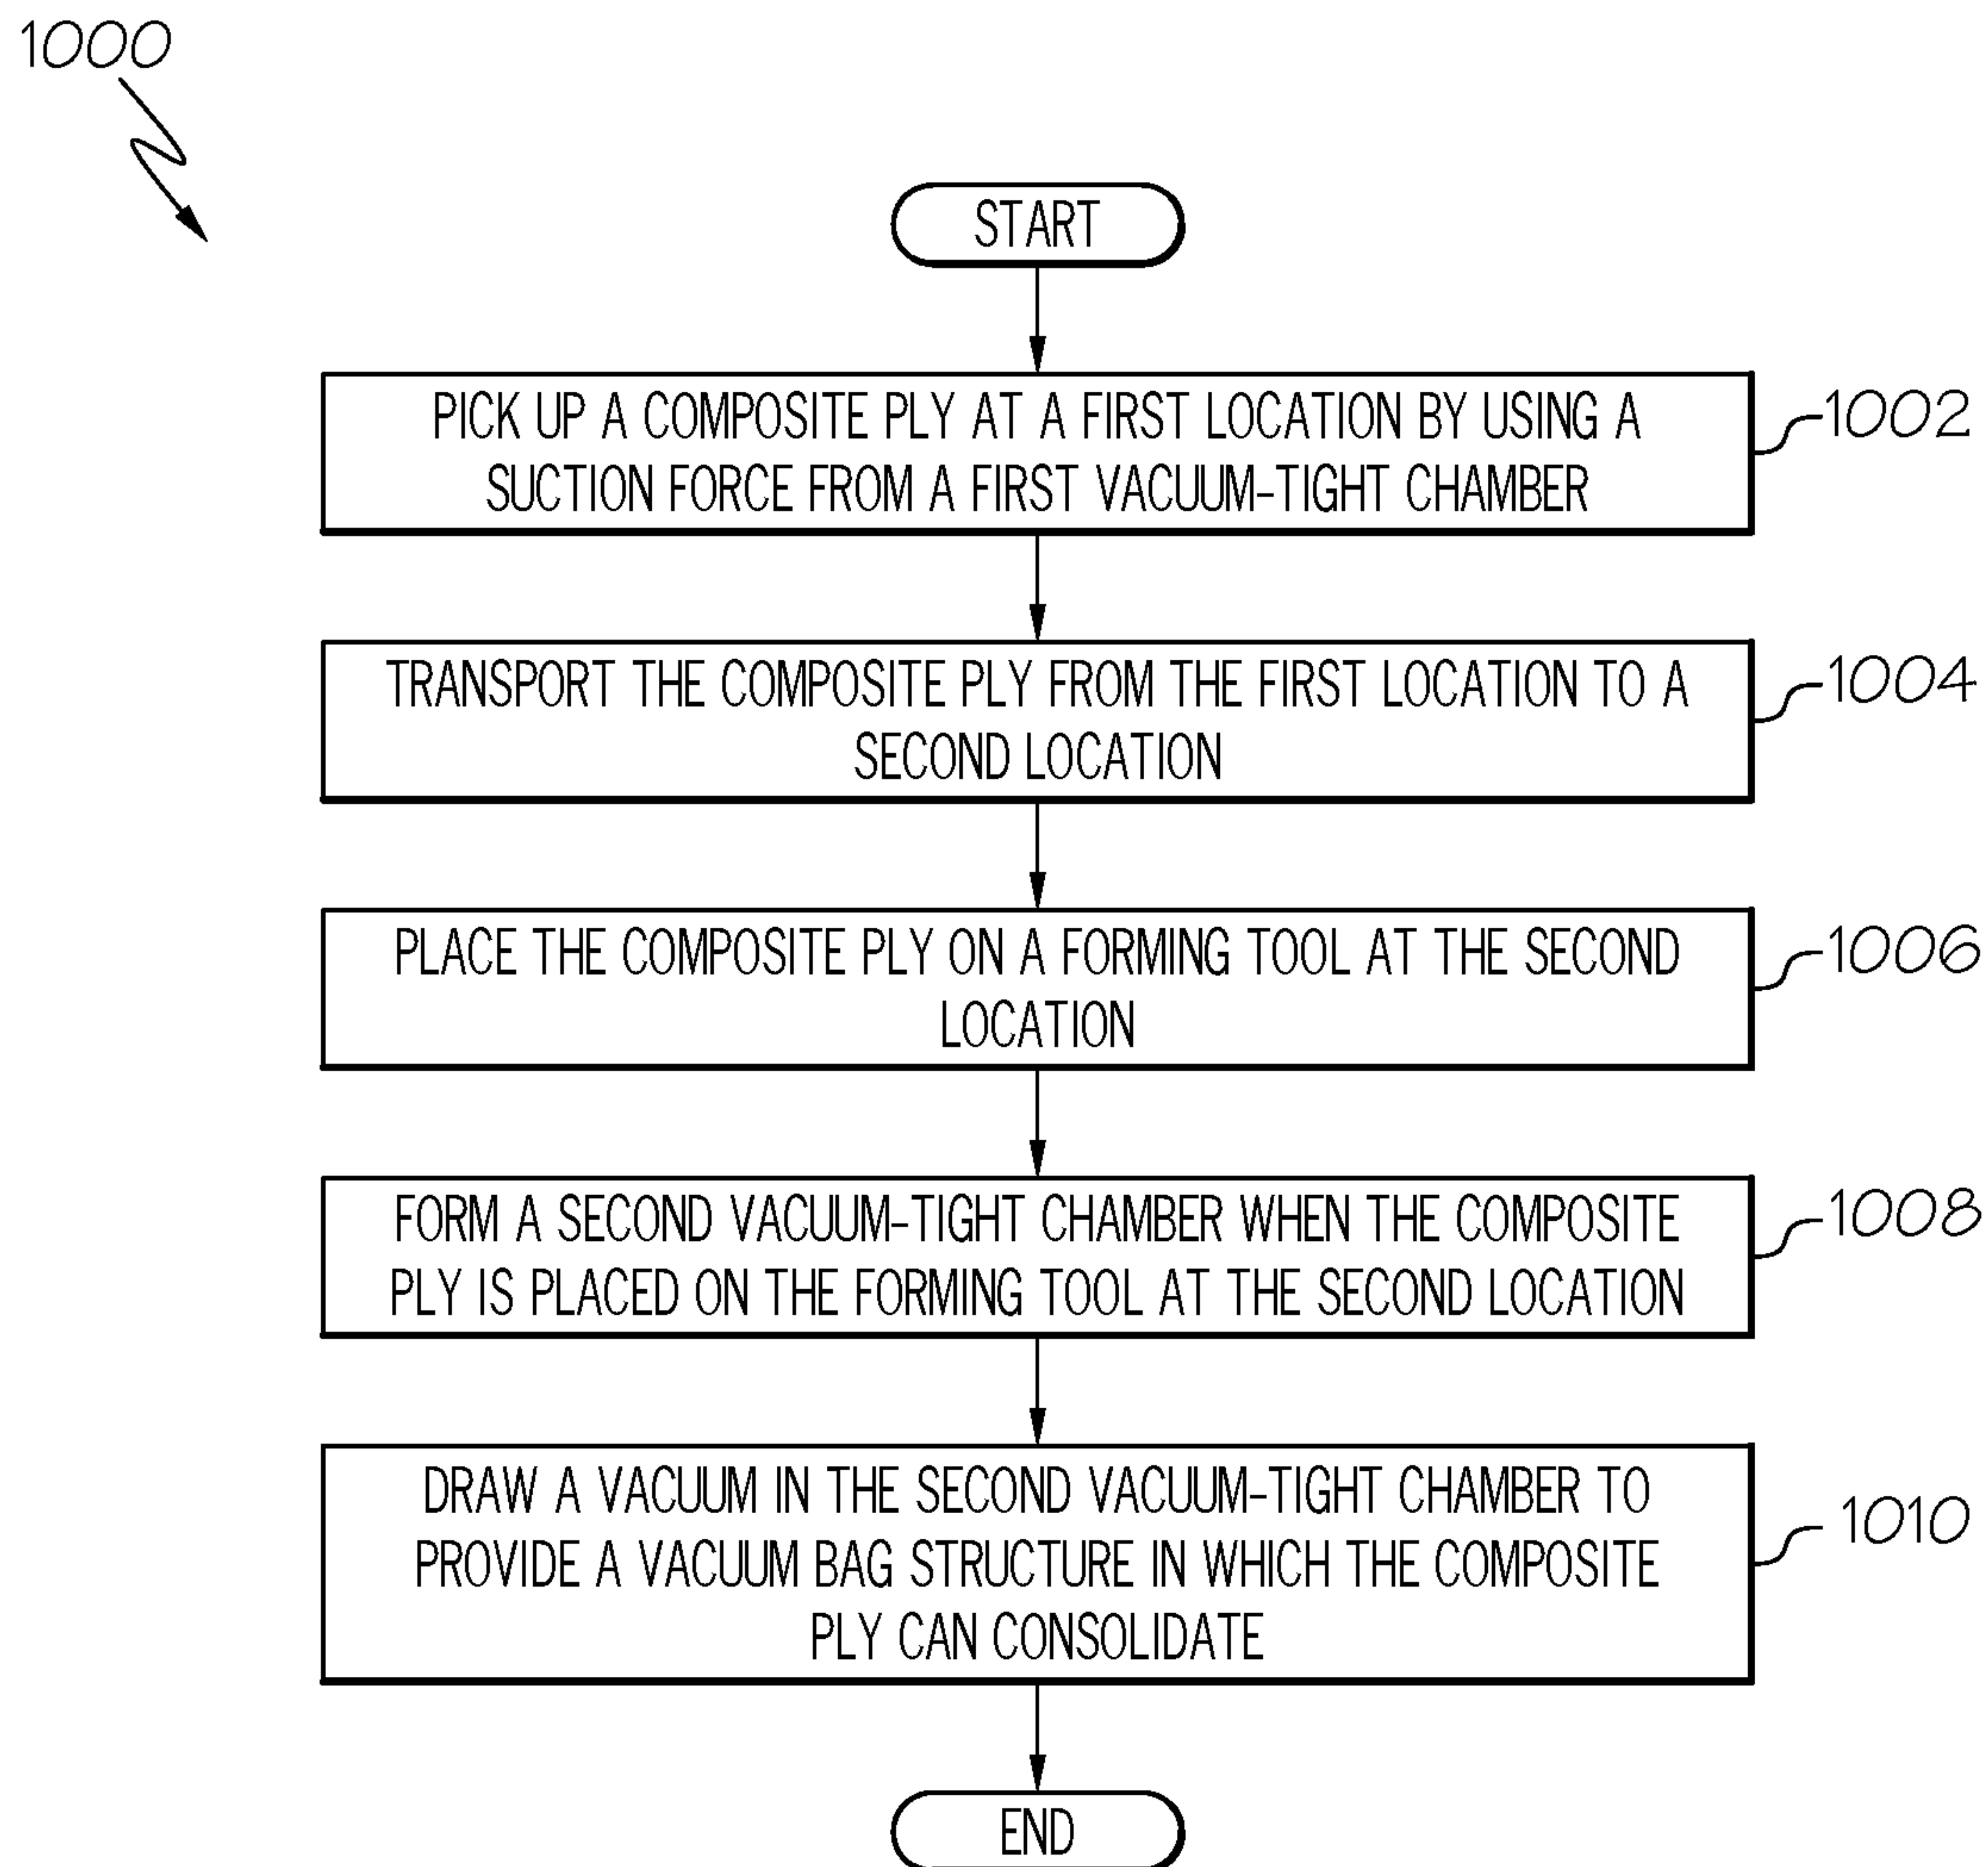 1000
START
PICK UP A COMPOSITE PLY AT A FIRST LOCATION BY USING A
SUCTION FORCE FROM A FIRST VACUUM-TIGHT CHAMBER
1002
TRANSPORT THE COMPOSITE PLY FROM THE FIRST LOCATION TO A
SECOND LOCATION
1004
PLACE THE COMPOSITE PLY ON A FORMING TOOL AT THE SECOND
LOCATION
1006
FORM A SECOND VACUUM-TIGHT CHAMBER WHEN THE COMPOSITE
PLY IS PLACED ON THE FORMING TOOL AT THE SECOND LOCATION
1008
DRAW A VACUUM IN THE SECOND VACUUM-TIGHT CHAMBER TO
PROVIDE A VACUUM BAG STRUCTURE IN WHICH THE COMPOSITE
PLY CAN CONSOLIDATE
1010
END